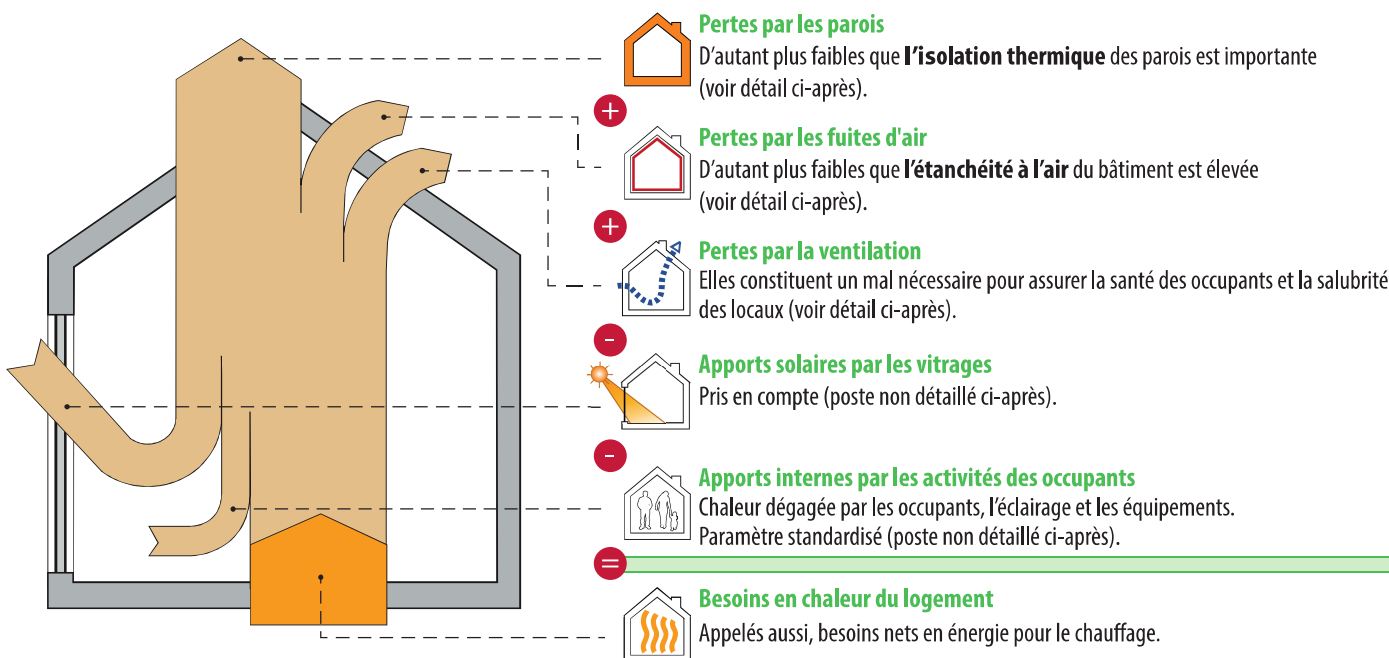 Pertes par les parois
D'autant plus faibles que l'isolation thermique des parois est importante
(voir détail ci-après).
+
Pertes par les fuites d'air
D'autant plus faibles que l'étanchéité à l'air du bâtiment est élevée
(voir détail ci-après).
+
Pertes par la ventilation
Elles constituent un mal nécessaire pour assurer la santé des occupants et la salubrité
des locaux (voir détail ci-après).
-
Apports solaires par les vitrages
Pris en compte (poste non détaillé ci-après).
-
Apports internes par les activités des occupants
Chaleur dégagée par les occupants, l'éclairage et les équipements.
Paramètre standardisé (poste non détaillé ci-après).
=
Besoins en chaleur du logement
Appelés aussi, besoins nets en énergie pour le chauffage.